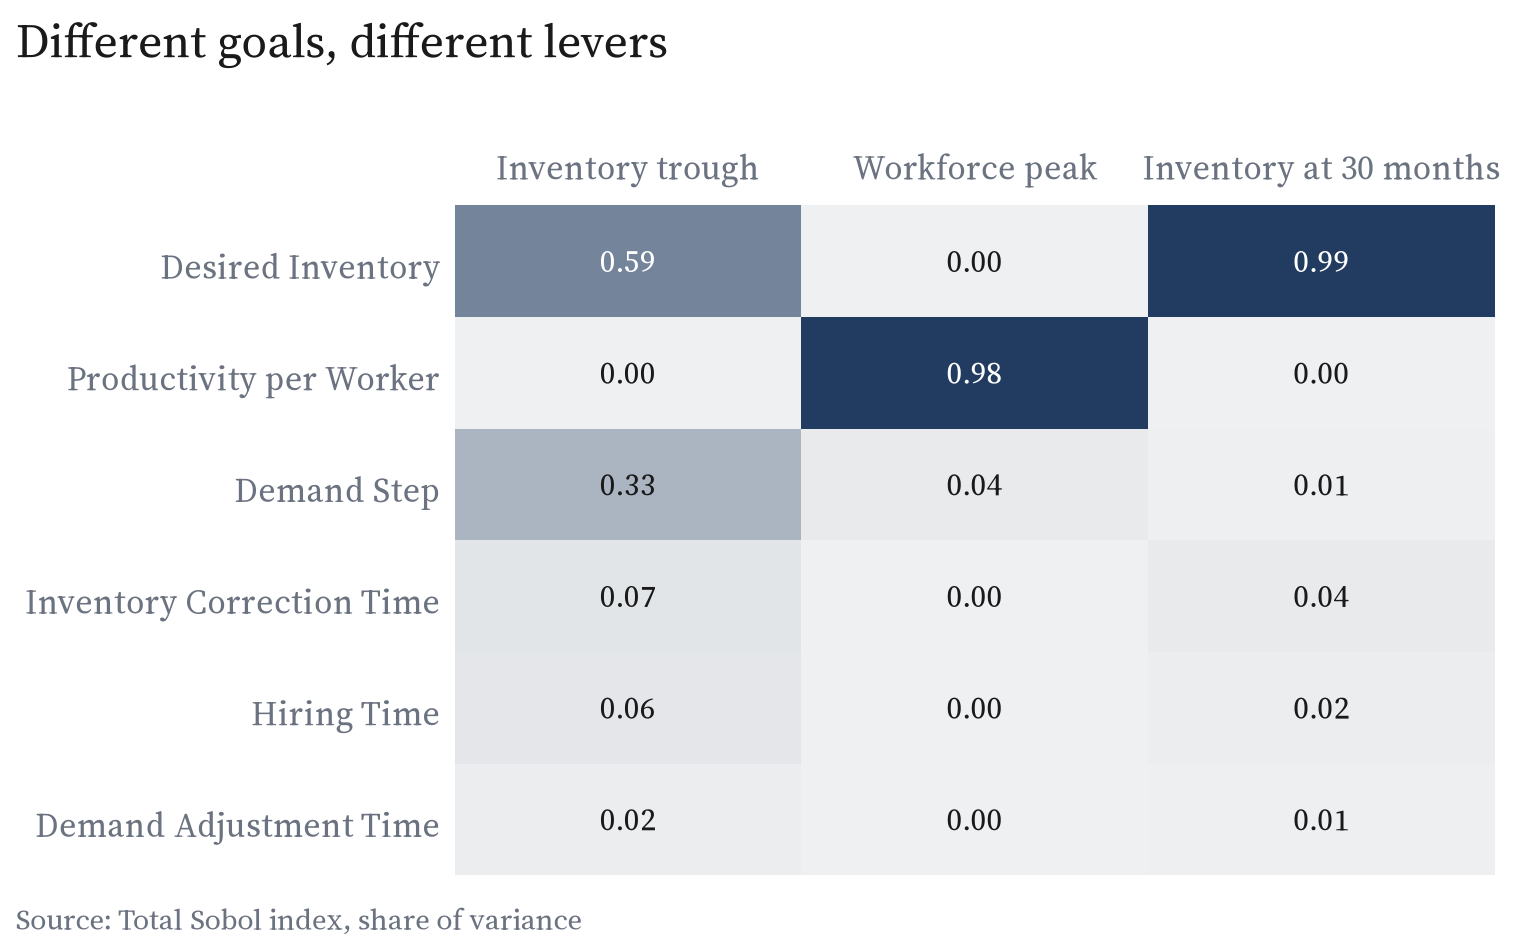 Different goals, different levers
Inventory trough Workforce peak Inventory at 30 months
Desired Inventory 0.59 0.00 0.99
Productivity per Worker 0.00 0.98 0.00
Demand Step 0.33 0.04 0.01
Inventory Correction Time 0.07 0.00 0.04
Hiring Time 0.06 0.00 0.02
Demand Adjustment Time 0.02 0.00 0.01
Source: Total Sobol index, share of variance